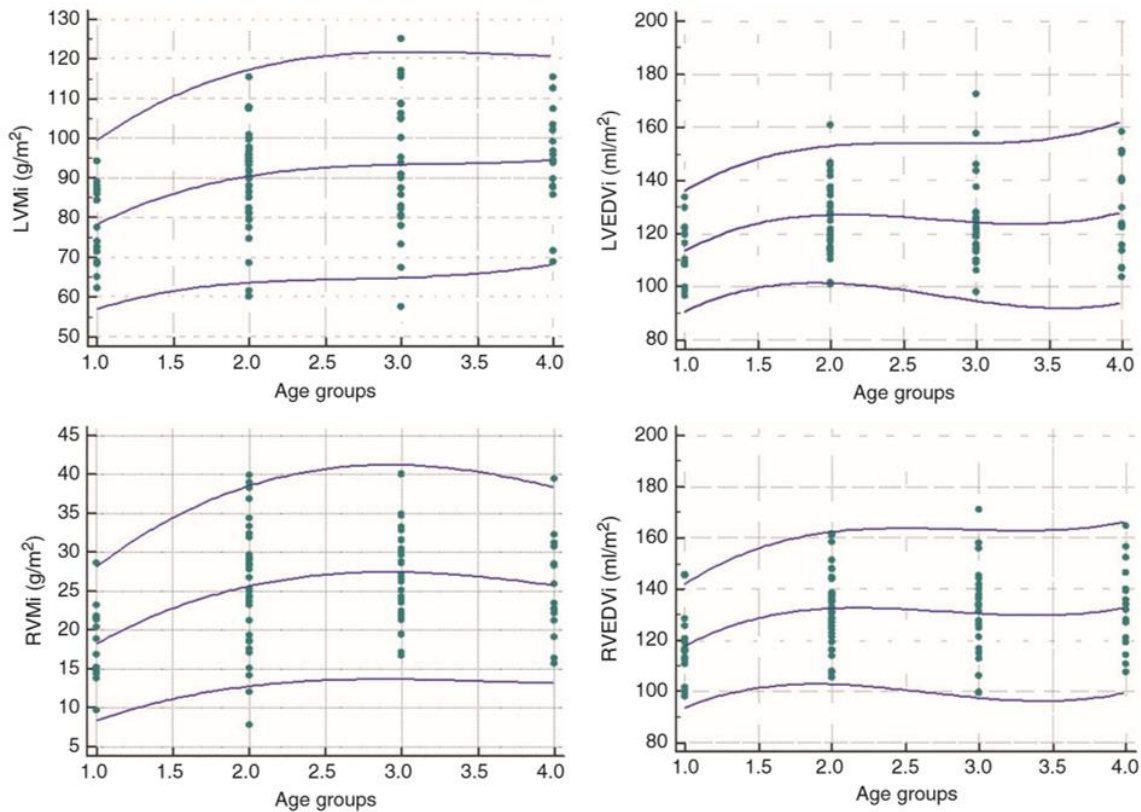 130
120
110
100
90
80
70
60
50
LVMi (g/m²)
1.0 1.5 2.0 2.5 3.0 3.5 4.0
Age groups
200
180
160
140
120
100
80
LVEDVi (ml/m²)
1.0 1.5 2.0 2.5 3.0 3.5 4.0
Age groups
45
40
35
30
25
20
15
10
5
RVMi (g/m²)
1.0 1.5 2.0 2.5 3.0 3.5 4.0
Age groups
200
180
160
140
120
100
80
RVEDVi (ml/m²)
1.0 1.5 2.0 2.5 3.0 3.5 4.0
Age groups